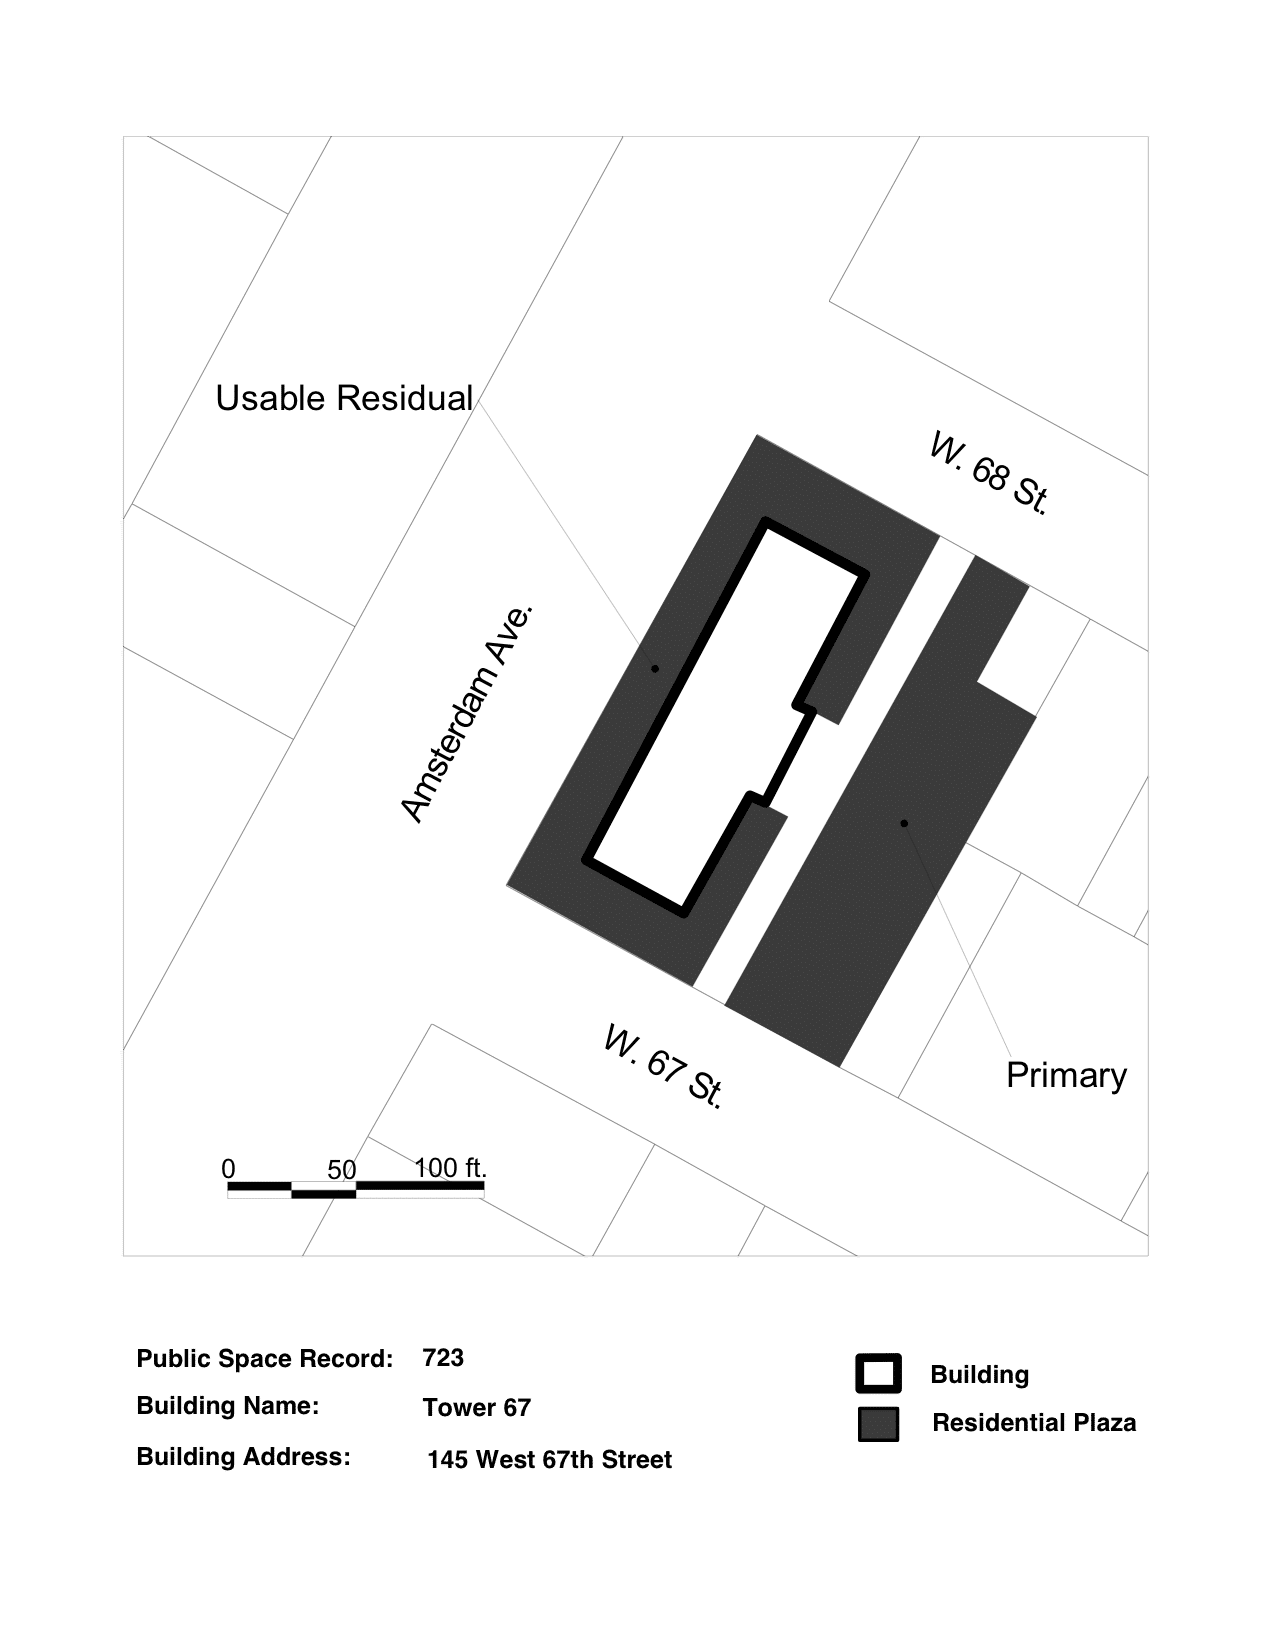 Usable Residual
W. 68 St.
Amsterdam Ave.
W. 67 St.
Primary
0 50 100 ft.
Public Space Record: 723
Building Name: Tower 67
Building Address: 145 West 67th Street
Building
Residential Plaza